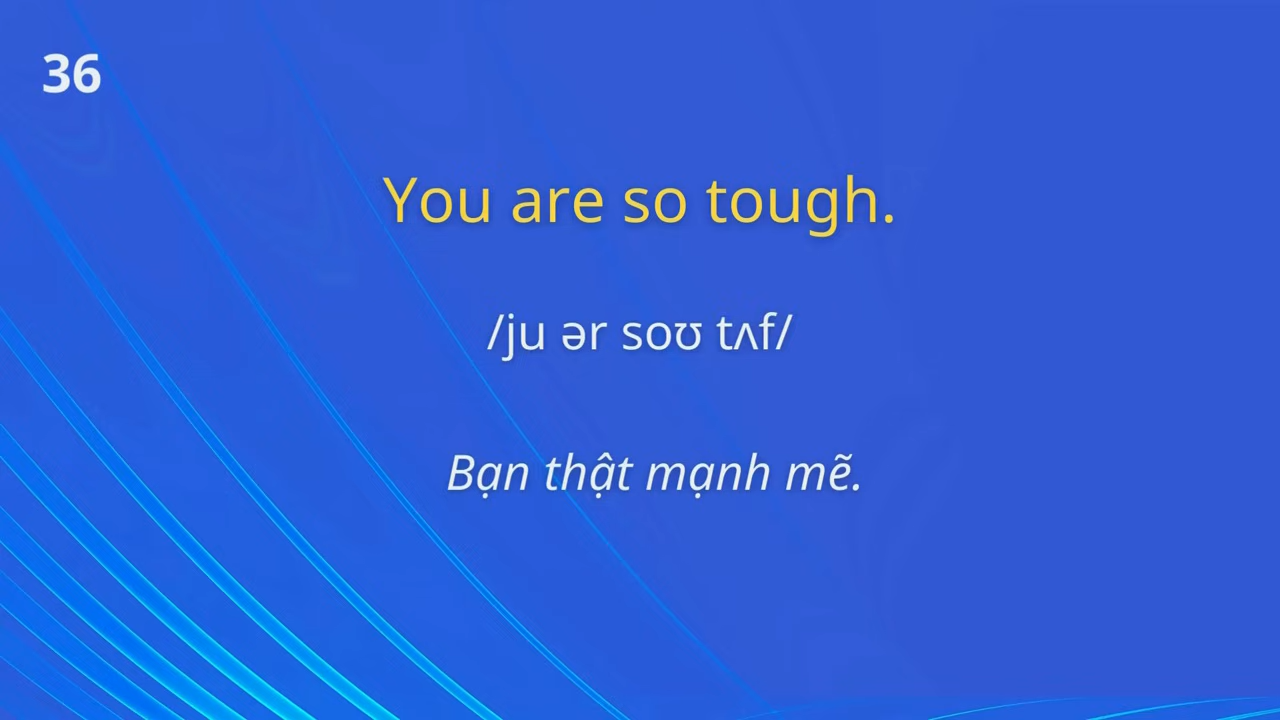 36
You are so tough.
/ju ər soʊ tʌf/
Bạn thật mạnh mẽ.